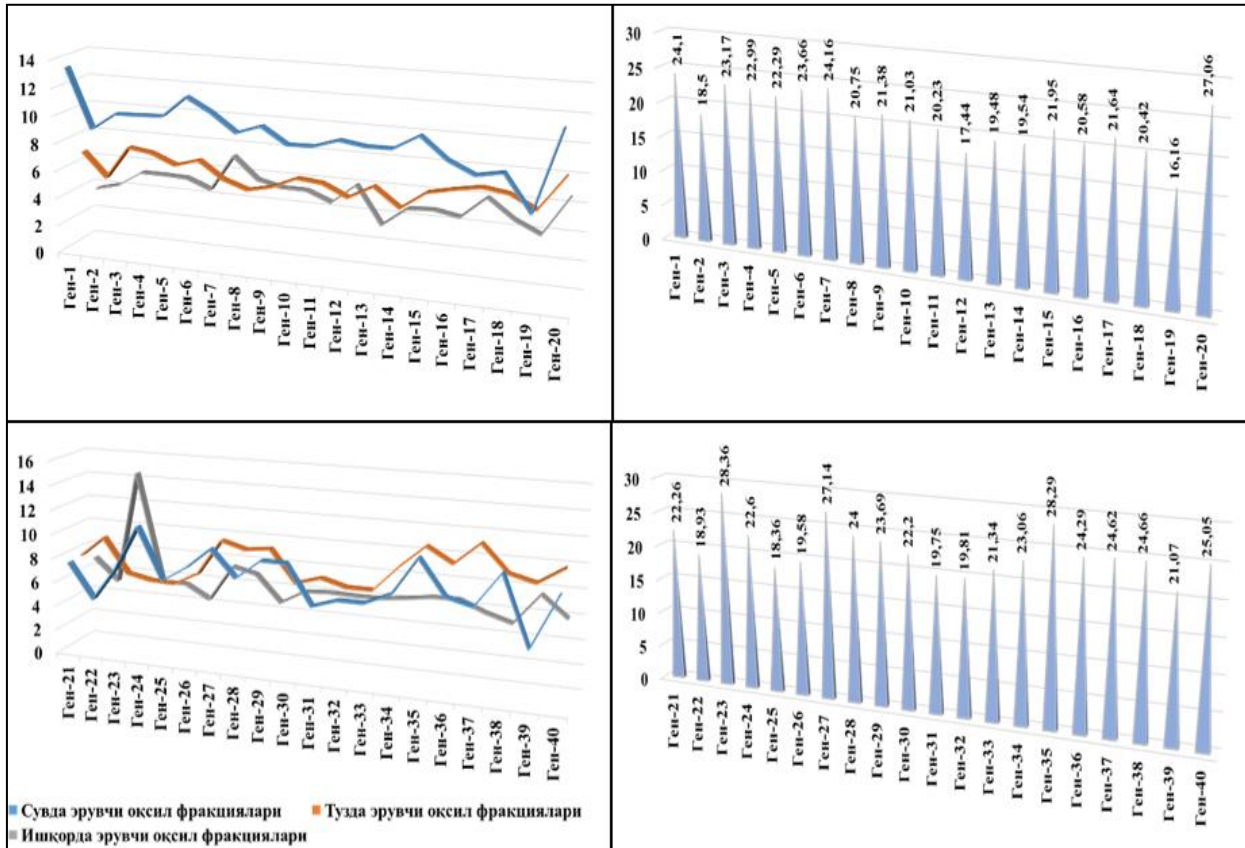 14
12
10
8
6
4
2
0
Ген-1
Ген-2
Ген-3
Ген-4
Ген-5
Ген-6
Ген-7
Ген-8
Ген-9
Ген-10
Ген-11
Ген-12
Ген-13
Ген-14
Ген-15
Ген-16
Ген-17
Ген-18
Ген-19
Ген-20
30
25
20
15
10
5
0
24,1
18,5
23,17
22,99
22,29
23,66
24,16
20,75
21,38
21,03
20,23
17,44
19,48
19,54
21,95
20,58
21,64
20,42
16,16
27,06
Ген-1
Ген-2
Ген-3
Ген-4
Ген-5
Ген-6
Ген-7
Ген-8
Ген-9
Ген-10
Ген-11
Ген-12
Ген-13
Ген-14
Ген-15
Ген-16
Ген-17
Ген-18
Ген-19
Ген-20
16
14
12
10
8
6
4
2
0
Ген-21
Ген-22
Ген-23
Ген-24
Ген-25
Ген-26
Ген-27
Ген-28
Ген-29
Ген-30
Ген-31
Ген-32
Ген-33
Ген-34
Ген-35
Ген-36
Ген-37
Ген-38
Ген-39
Ген-40
Сувда эрувчи оқсил фракциялари
Тузда эрувчи оқсил фракциялари
Ишқорда эрувчи оқсил фракциялари
30
25
20
15
10
5
0
22,26
18,93
28,36
22,6
18,36
19,58
27,14
24
23,69
22,2
19,75
19,81
21,34
23,06
28,29
24,29
24,62
24,66
21,07
25,05
Ген-21
Ген-22
Ген-23
Ген-24
Ген-25
Ген-26
Ген-27
Ген-28
Ген-29
Ген-30
Ген-31
Ген-32
Ген-33
Ген-34
Ген-35
Ген-36
Ген-37
Ген-38
Ген-39
Ген-40